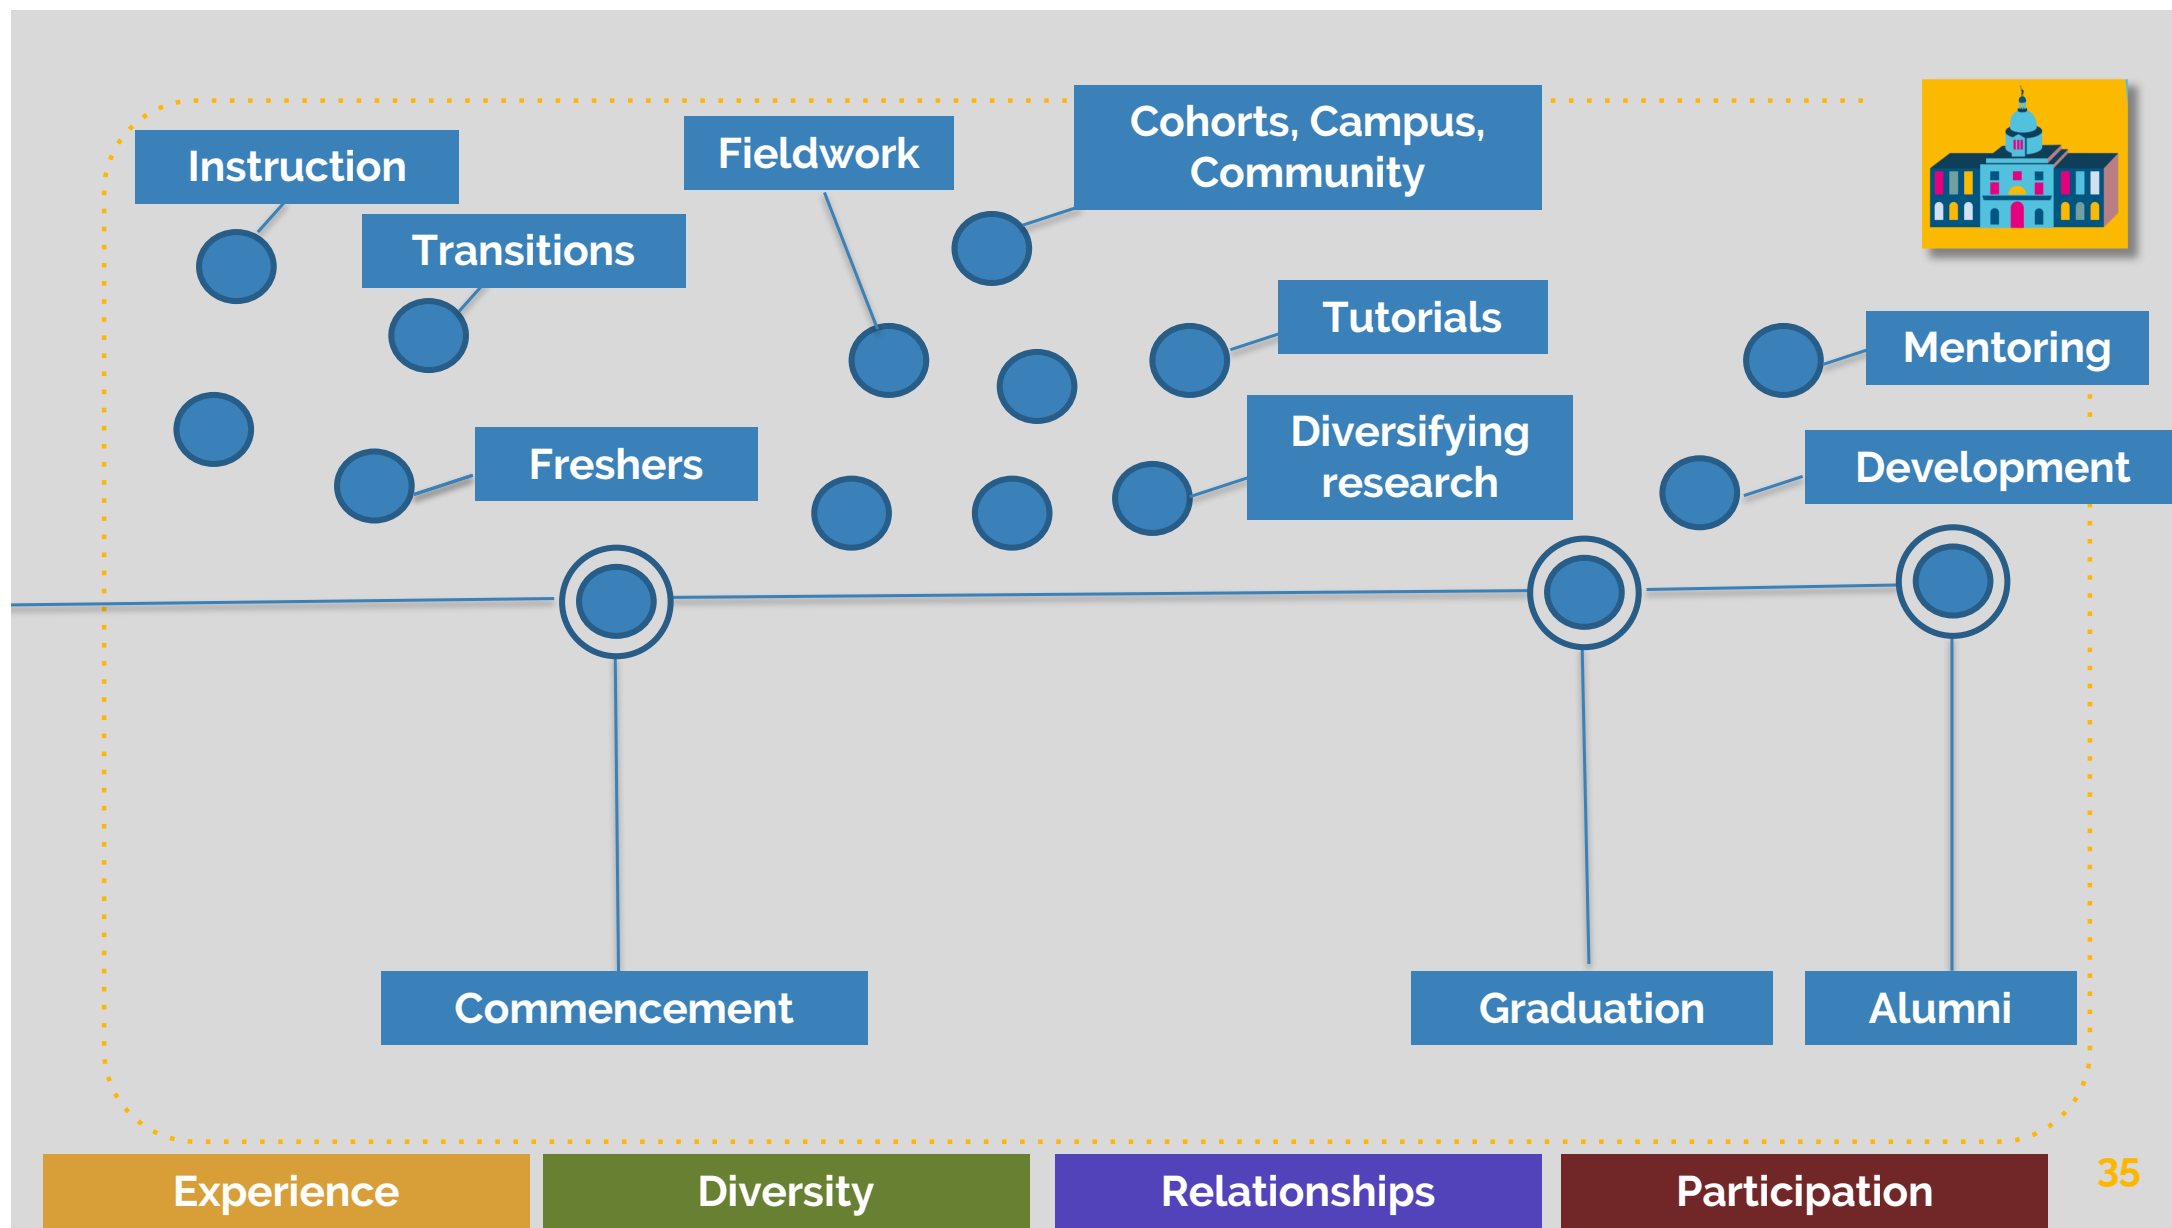 Instruction
Transitions
Fieldwork
Cohorts, Campus,
Community
Tutorials
Mentoring
Freshers
Diversifying
research
Development
Commencement
Graduation
Alumni
Experience
Diversity
Relationships
Participation
35